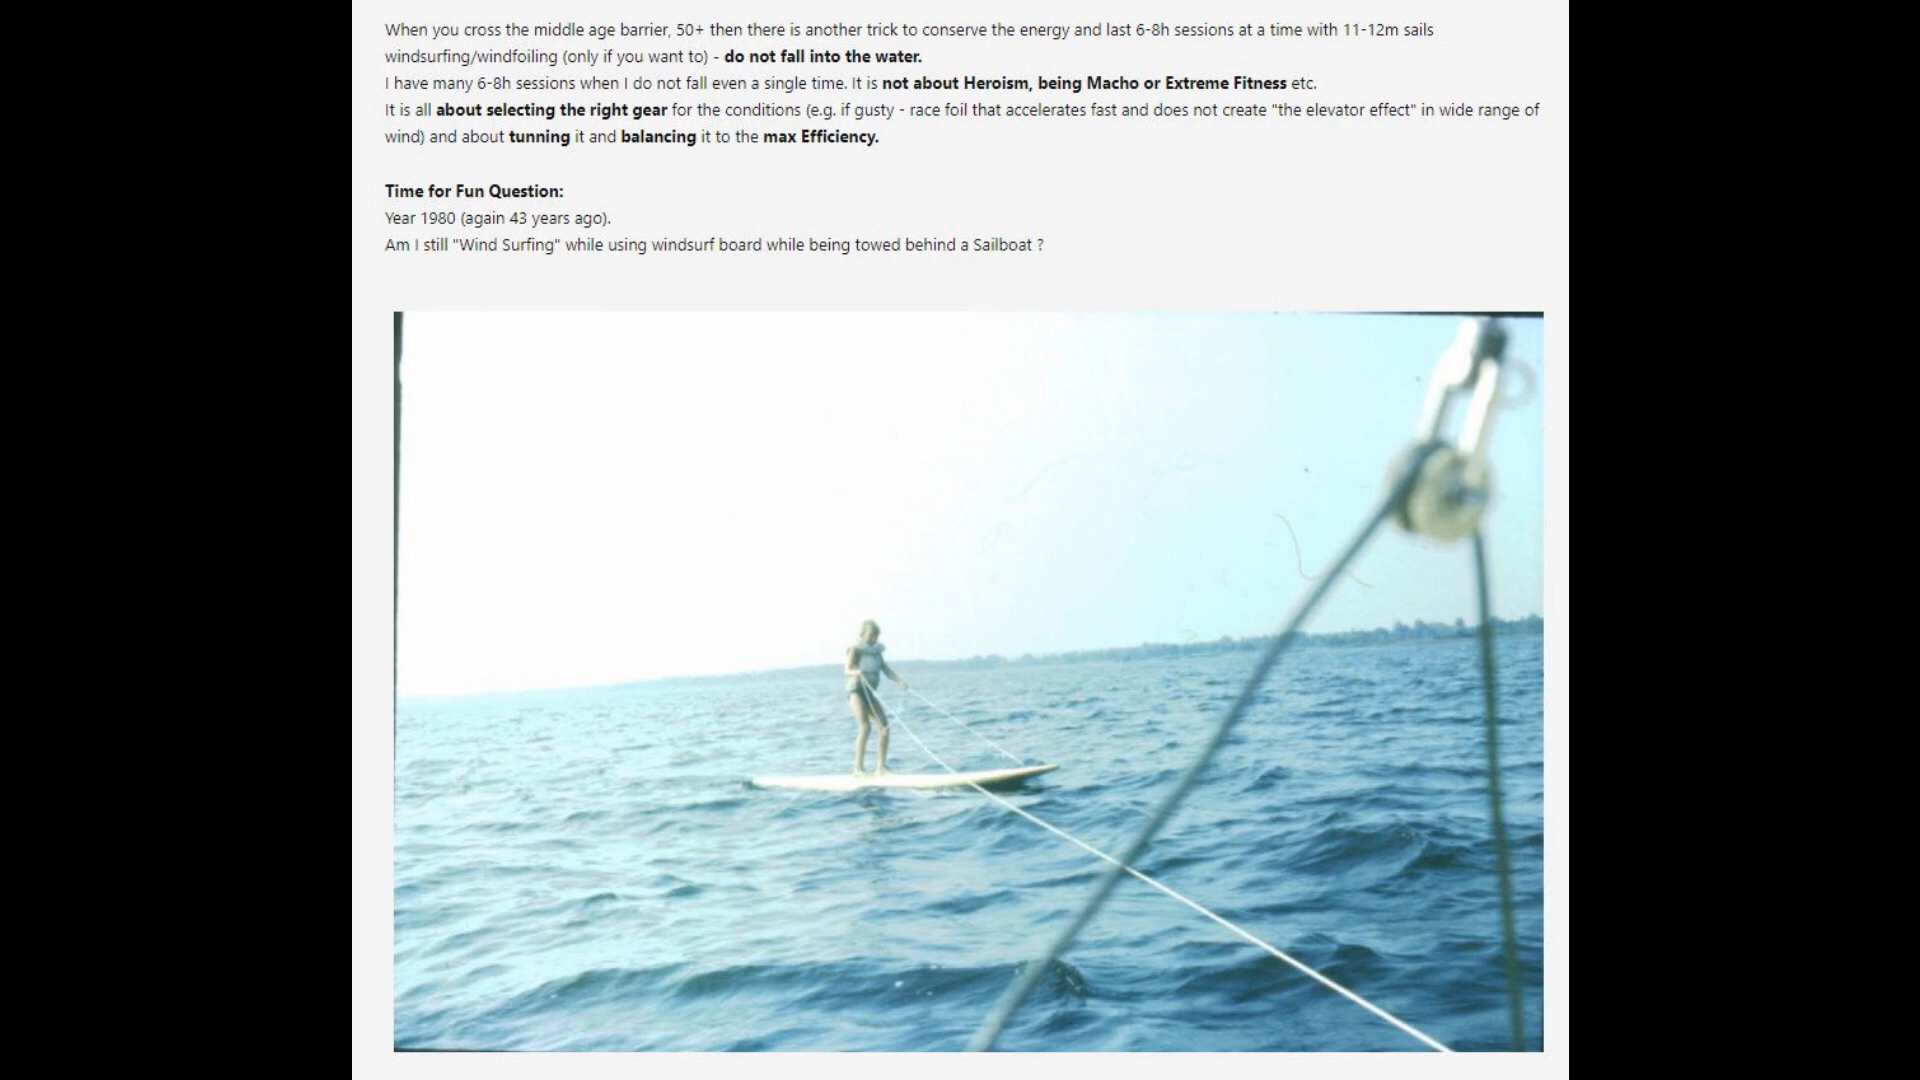 When you cross the middle age barrier, 50+ then there is another trick to conserve the energy and last 6-8h sessions at a time with 11-12m sails
windsurfing/windfoiling (only if you want to) - do not fall into the water.
I have many 6-8h sessions when I do not fall even a single time. It is not about Heroism, being Macho or Extreme Fitness etc.
It is all about selecting the right gear for the conditions (e.g. if gusty - race foil that accelerates fast and does not create "the elevator effect" in wide range of
wind) and about tunning it and balancing it to the max Efficiency.
Time for Fun Question:
Year 1980 (again 43 years ago).
Am I still "Wind Surfing" while using windsurf board while being towed behind a Sailboat ?